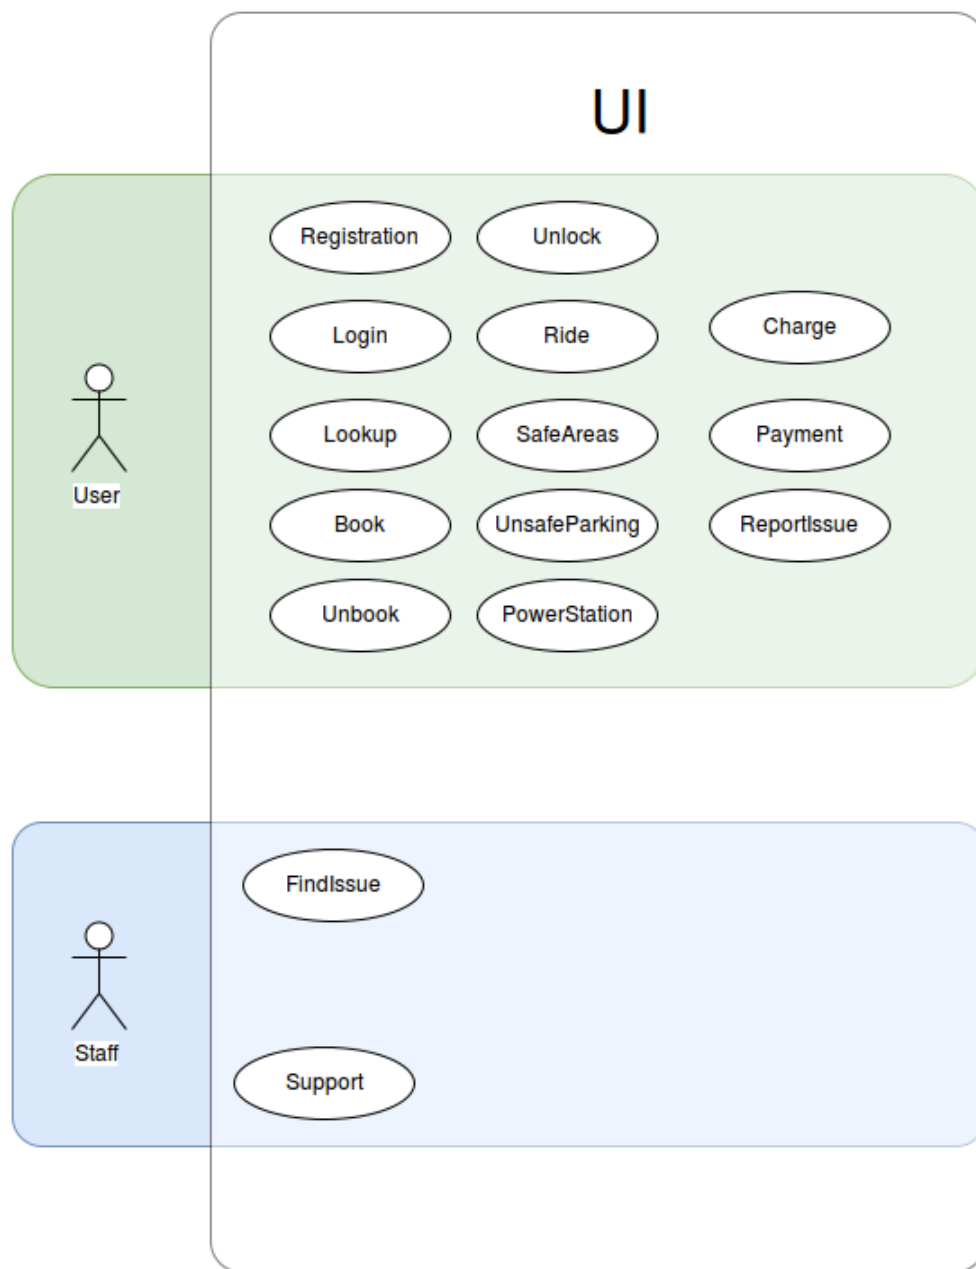 UI
Registration
Unlock
Login
Ride
Charge
Lookup
SafeAreas
Payment
User
Book
UnsafeParking
ReportIssue
Unbook
PowerStation
FindIssue
Staff
Support